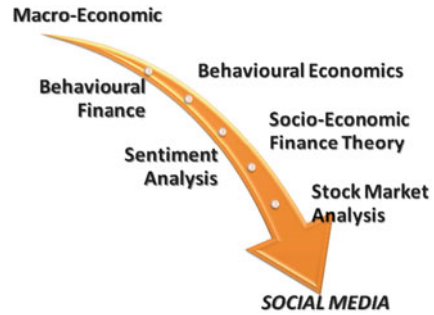 Macro-Economic
Behavioural Economics
Behavioural
Finance
Socio-Economic
Finance Theory
Sentiment
Analysis
Stock Market
Analysis
SOCIAL MEDIA